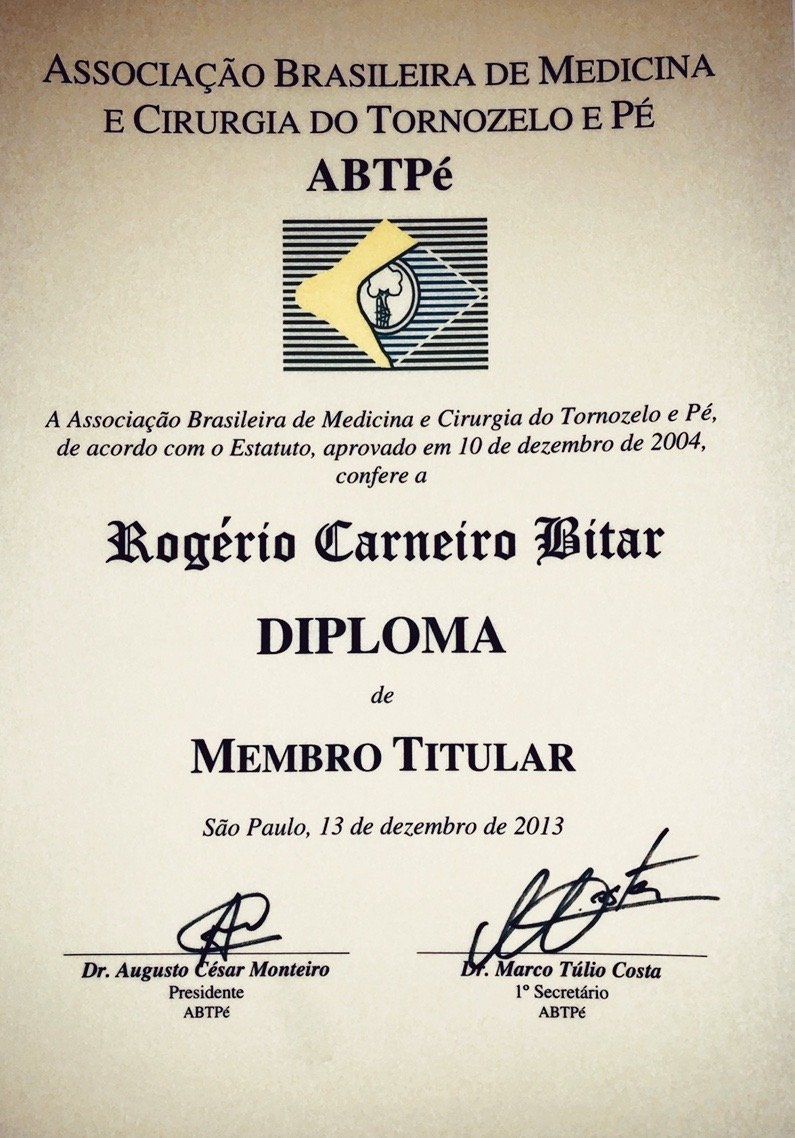 ASSOCIAÇÃO BRASILEIRA DE MEDICINA
E CIRURGIA DO TORNOZELO E PÉ
ABTPé
A Associação Brasileira de Medicina e Cirurgia do Tornozelo e Pé,
de acordo com o Estatuto, aprovado em 10 de dezembro de 2004,
confere a
Rogério Carneiro Bitar
DIPLOMA
de
MEMBRO TITULAR
São Paulo, 13 de dezembro de 2013
Dr. Augusto César Monteiro
Presidente
ABTPé
Dr. Marco Túlio Costa
1º Secretário
ABTPé